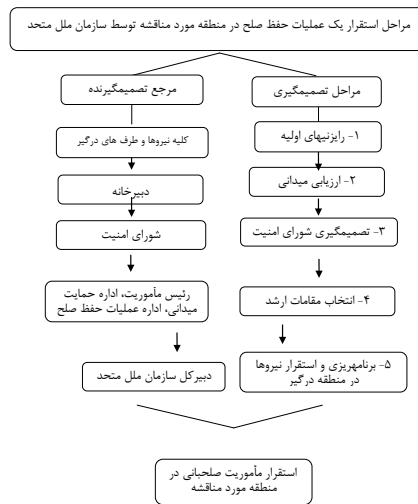 مراحل استقرار یک عملیات حفظ صلح در منطقه مورد مناقشه توسط سازمان ملل متحد
مراحل تصمیمگیری
مرجع تصمیمگیرنده
۱- رایزنیهای اولیه
کلیه نیروها و طرف های درگیر
۲- ارزیابی میدانی
دبیرخانه
۳- تصمیمگیری شورای امنیت
شورای امنیت
۴- انتخاب مقامات ارشد
رئیس مأموریت، اداره حمایت
میدانی، اداره عملیات حفظ صلح
۵- برنامهریزی و استقرار نیروها
در منطقه درگیر
دبیرکل سازمان ملل متحد
استقرار مأموریت صلحبانی در
منطقه مورد مناقشه